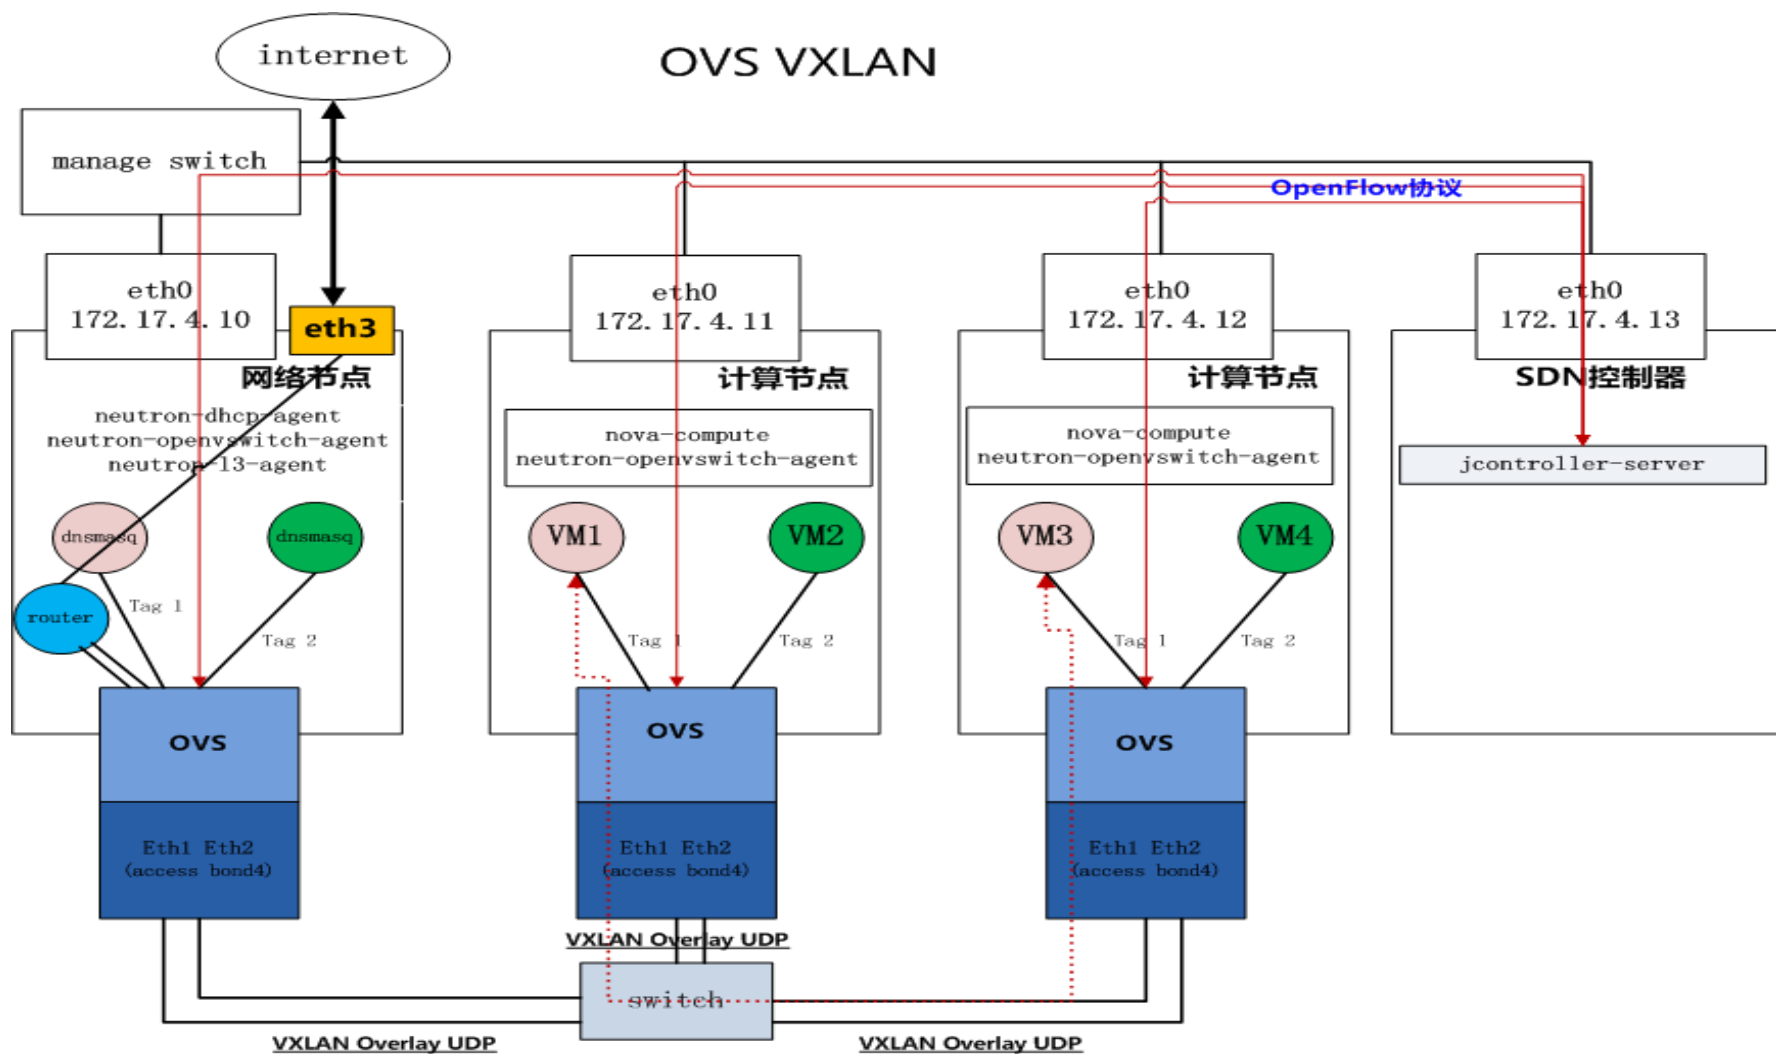 internet
OVS VXLAN
manage switch
OpenFlow协议
eth0
172.17.4.10
eth3
eth0
172.17.4.11
eth0
172.17.4.12
eth0
172.17.4.13
网络节点
计算节点
计算节点
SDN控制器
neutron-dhcp-agent
neutron-openvswitch-agent
neutron-l3-agent
nova-compute
neutron-openvswitch-agent
nova-compute
neutron-openvswitch-agent
jcontroller-server
dnsmasq
dnsmasq
VM1
VM2
VM3
VM4
router
Tag 1
Tag 2
Tag 1
Tag 2
Tag 1
Tag 2
OVS
OVS
OVS
Eth1 Eth2
(access bond4)
Eth1 Eth2
(access bond4)
Eth1 Eth2
(access bond4)
VXLAN Overlay UDP
switch
VXLAN Overlay UDP
VXLAN Overlay UDP